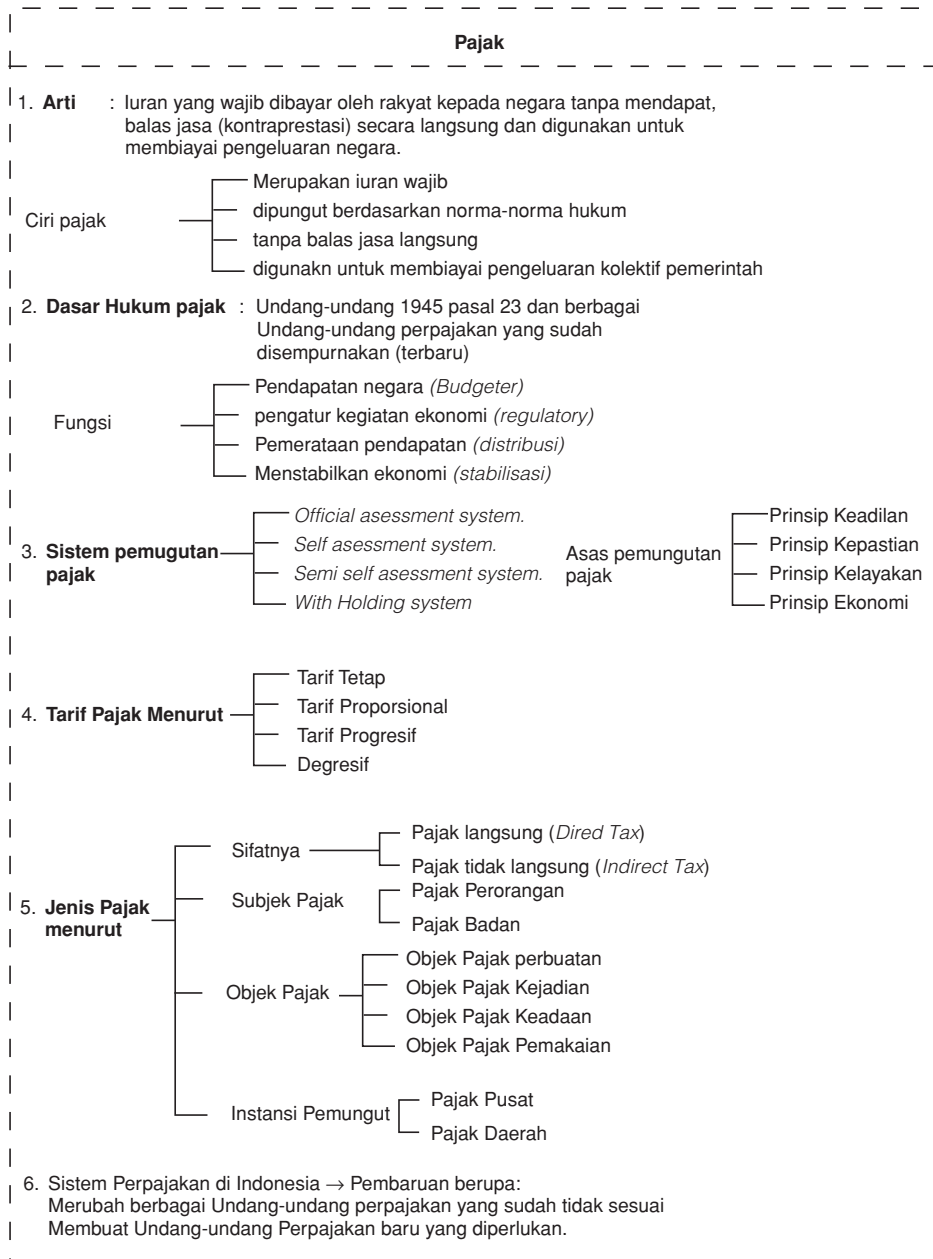 Pajak
1. Arti : Iuran yang wajib dibayar oleh rakyat kepada negara tanpa mendapat,
balas jasa (kontraprestasi) secara langsung dan digunakan untuk
membiayai pengeluaran negara.
Ciri pajak
Merupakan iuran wajib
dipungut berdasarkan norma-norma hukum
tanpa balas jasa langsung
digunakn untuk membiayai pengeluaran kolektif pemerintah
2. Dasar Hukum pajak : Undang-undang 1945 pasal 23 dan berbagai
Undang-undang perpajakan yang sudah
disempurnakan (terbaru)
Fungsi
Pendapatan negara (Budgeter)
pengatur kegiatan ekonomi (regulatory)
Pemerataan pendapatan (distribusi)
Menstabilkan ekonomi (stabilisasi)
3. Sistem pemugutan
pajak
Official asessment system.
Self asessment system.
Semi self asessment system.
With Holding system
Asas pemungutan
pajak
Prinsip Keadilan
Prinsip Kepastian
Prinsip Kelayakan
Prinsip Ekonomi
4. Tarif Pajak Menurut
Tarif Tetap
Tarif Proporsional
Tarif Progresif
Degresif
5. Jenis Pajak
menurut
Sifatnya
Pajak langsung (Dired Tax)
Pajak tidak langsung (Indirect Tax)
Subjek Pajak
Pajak Perorangan
Pajak Badan
Objek Pajak
Objek Pajak perbuatan
Objek Pajak Kejadian
Objek Pajak Keadaan
Objek Pajak Pemakaian
Instansi Pemungut
Pajak Pusat
Pajak Daerah
6. Sistem Perpajakan di Indonesia → Pembaruan berupa:
Merubah berbagai Undang-undang perpajakan yang sudah tidak sesuai
Membuat Undang-undang Perpajakan baru yang diperlukan.